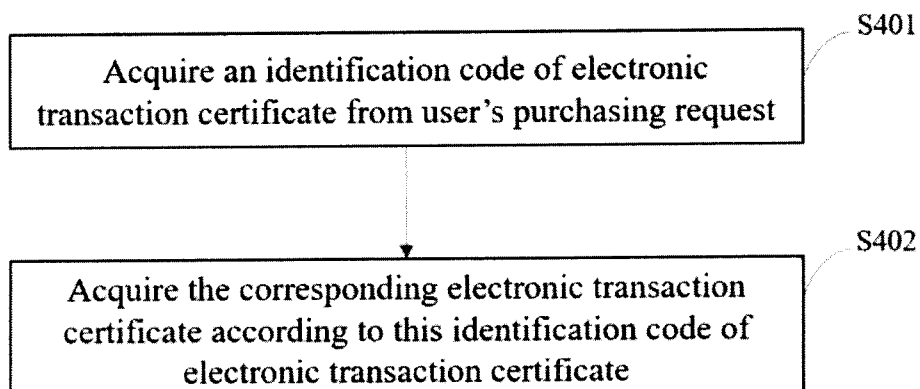 S401
Acquire an identification code of electronic
transaction certificate from user's purchasing request
S402
Acquire the corresponding electronic transaction
certificate according to this identification code of
electronic transaction certificate